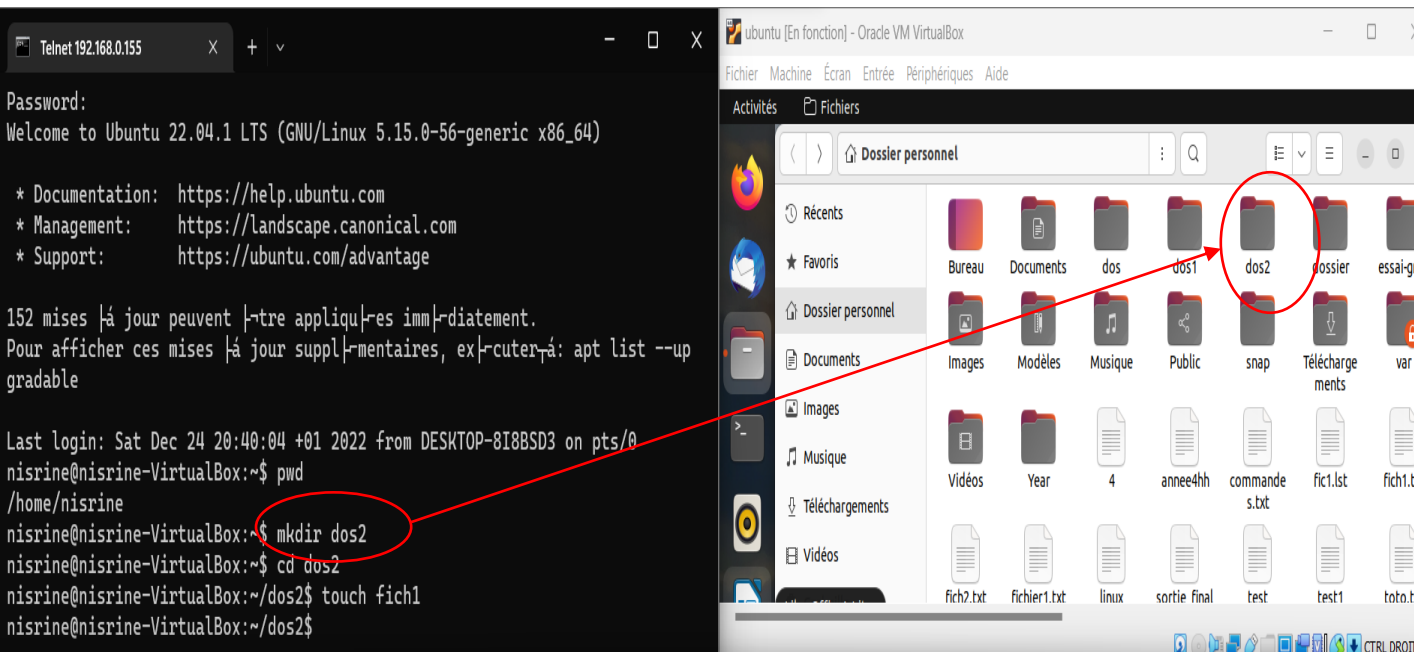 Telnet 192.168.0.155
Password:
Welcome to Ubuntu 22.04.1 LTS (GNU/Linux 5.15.0-56-generic x86_64)
* Documentation: https://help.ubuntu.com
* Management: https://landscape.canonical.com
* Support: https://ubuntu.com/advantage
152 mises ├á jour peuvent ├¬tre appliqu├®es imm├®diatement.
Pour afficher ces mises ├á jour suppl├®mentaires, ex├®cuter┬á: apt list --up
gradable
Last login: Sat Dec 24 20:40:04 +01 2022 from DESKTOP-8I8BSD3 on pts/0
nisrine@nisrine-VirtualBox:~$ pwd
/home/nisrine
nisrine@nisrine-VirtualBox:~$ mkdir dos2
nisrine@nisrine-VirtualBox:~$ cd dos2
nisrine@nisrine-VirtualBox:~/dos2$ touch fich1
nisrine@nisrine-VirtualBox:~/dos2$
ubuntu [En fonction] - Oracle VM VirtualBox
Fichier Machine Écran Entrée Périphériques Aide
Activités Fichiers
Dossier personnel
Récents
Favoris
Dossier personnel
Documents
Images
Musique
Téléchargements
Vidéos
Bureau Documents dos dos1 dos2 dossier
Images Modèles Musique Public snap Télécharge
ments
var
Vidéos Year 4 annee4hh commande
s.txt
fic1.lst
fich2.txt fichier1.txt linux sortie_final test test1
CTRL DROITE